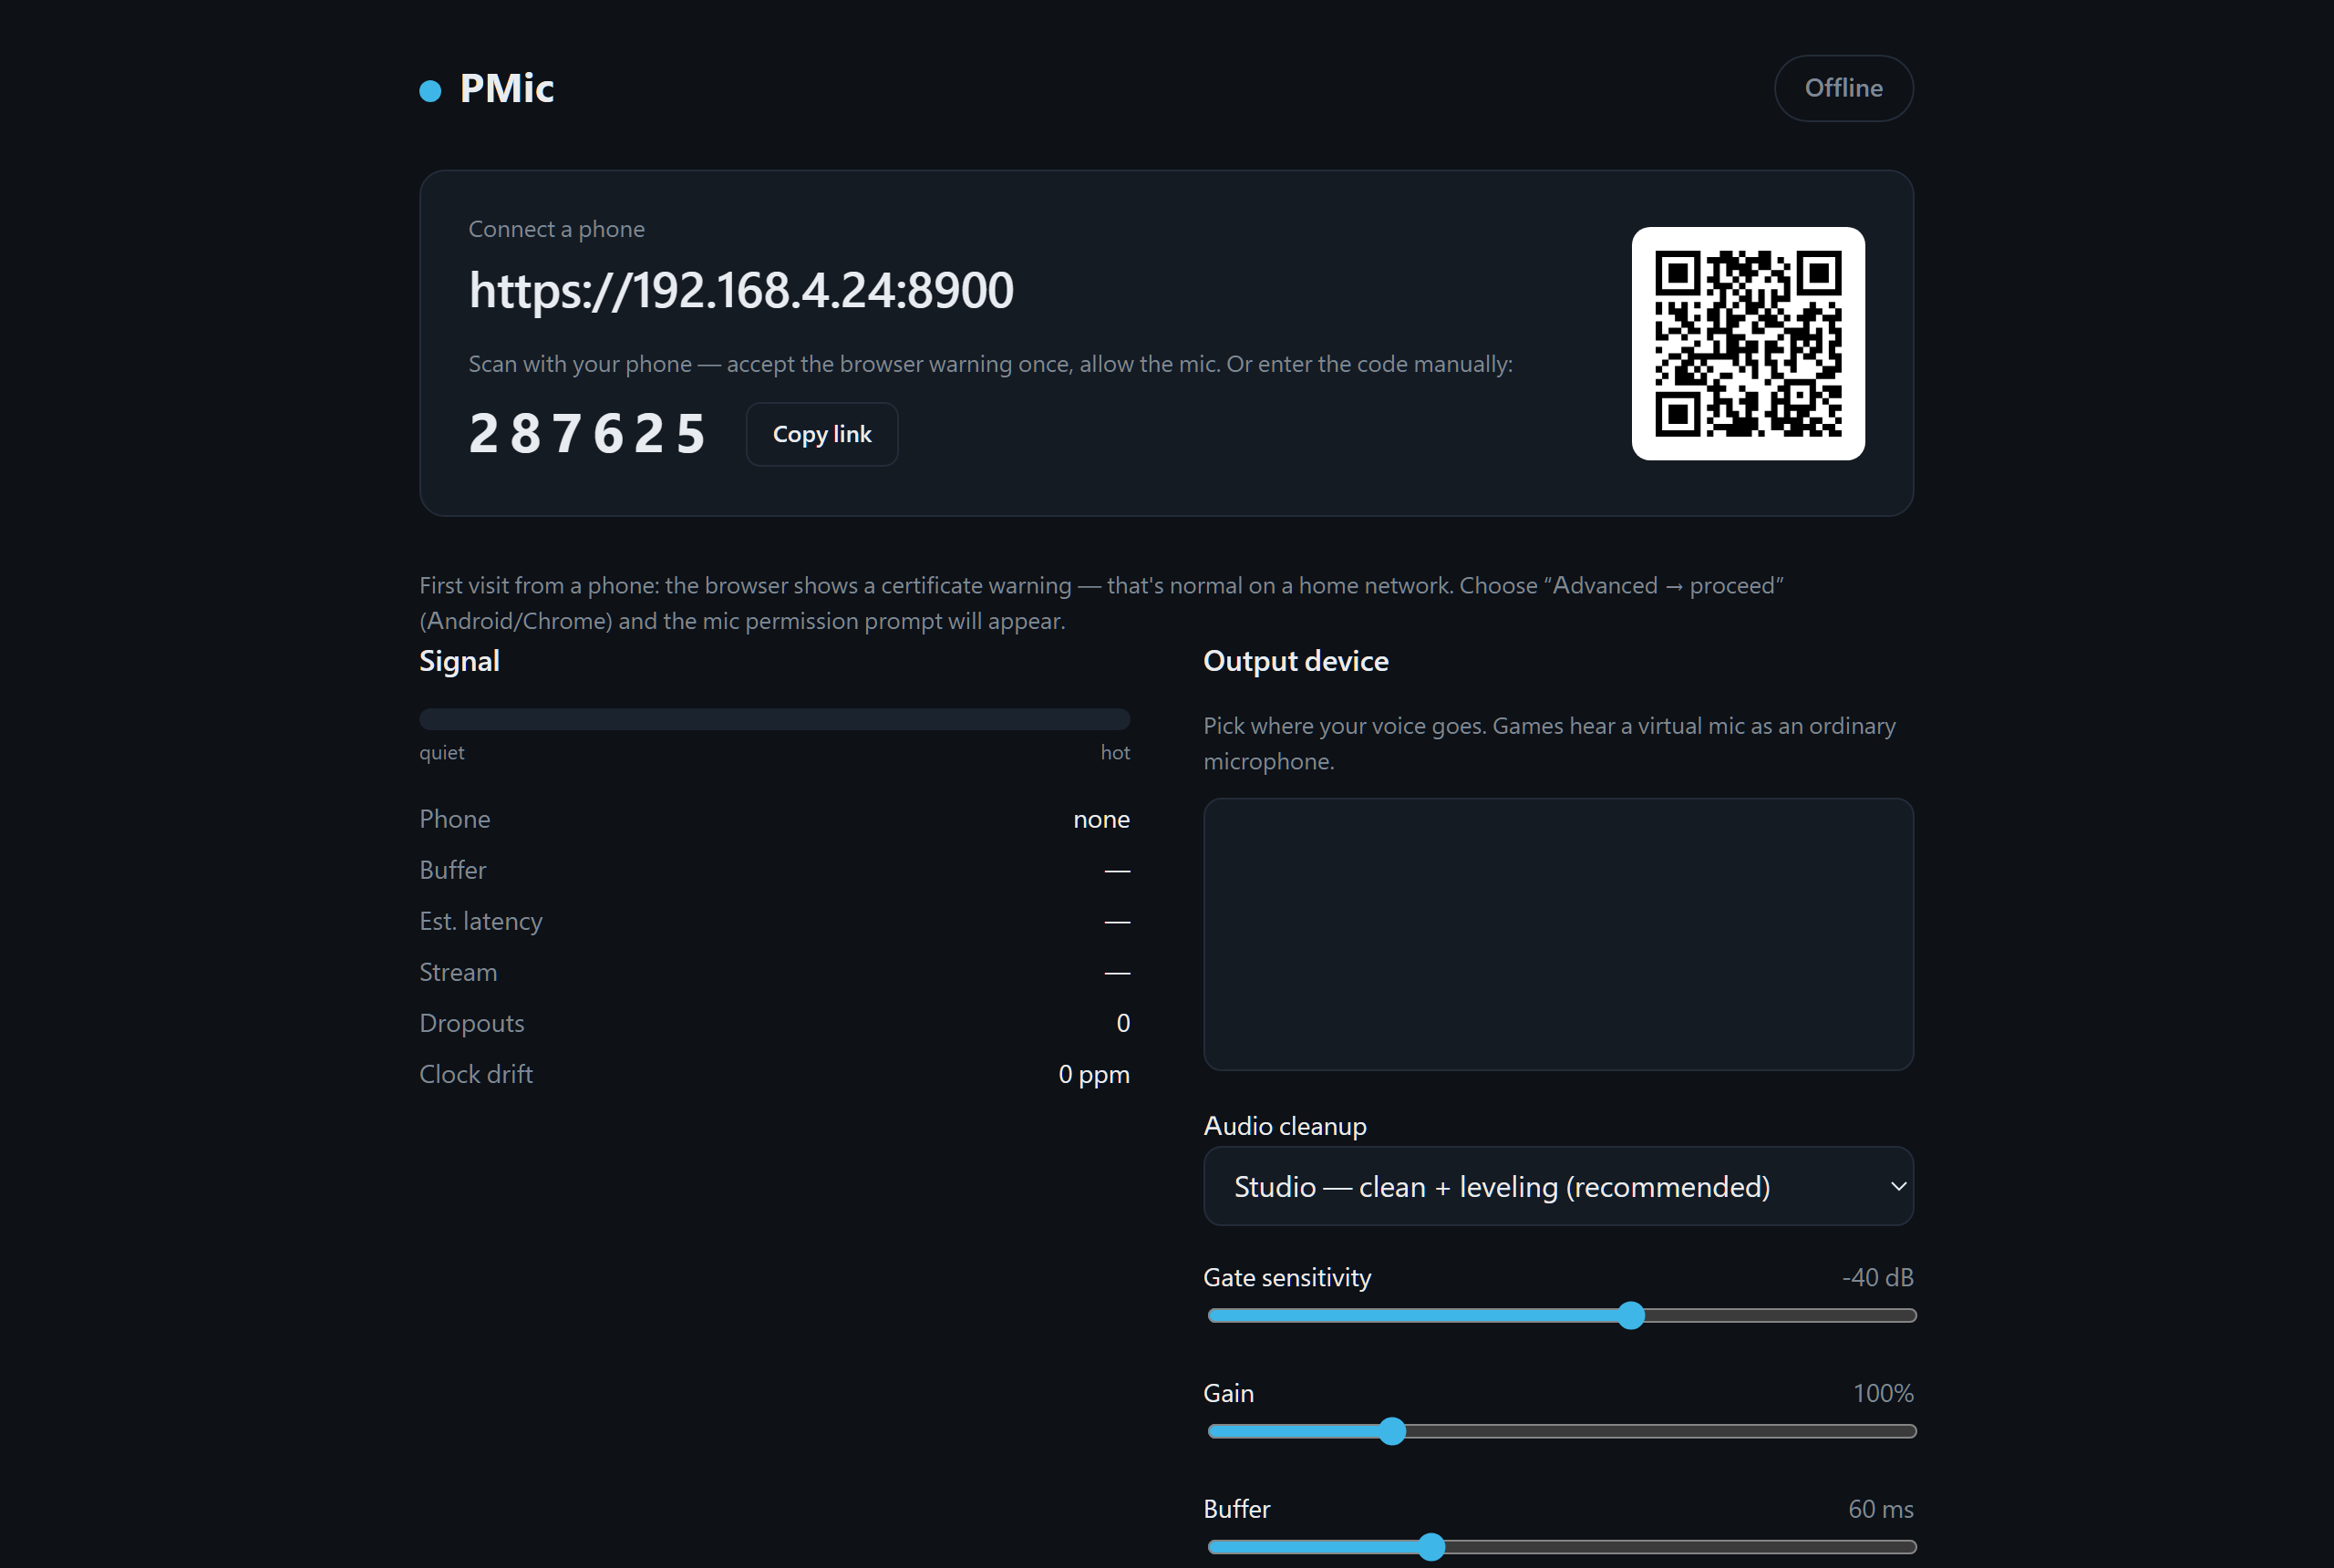 PMic
Offline
Connect a phone
https://192.168.4.24:8900
Scan with your phone — accept the browser warning once, allow the mic. Or enter the code manually:
287625
Copy link
First visit from a phone: the browser shows a certificate warning — that's normal on a home network. Choose “Advanced → proceed”
(Android/Chrome) and the mic permission prompt will appear.
Signal
quiet
hot
Phone
none
Buffer
—
Est. latency
—
Stream
—
Dropouts
0
Clock drift
0 ppm
Output device
Pick where your voice goes. Games hear a virtual mic as an ordinary
microphone.
Audio cleanup
Studio — clean + leveling (recommended)
Gate sensitivity
-40 dB
Gain
100%
Buffer
60 ms